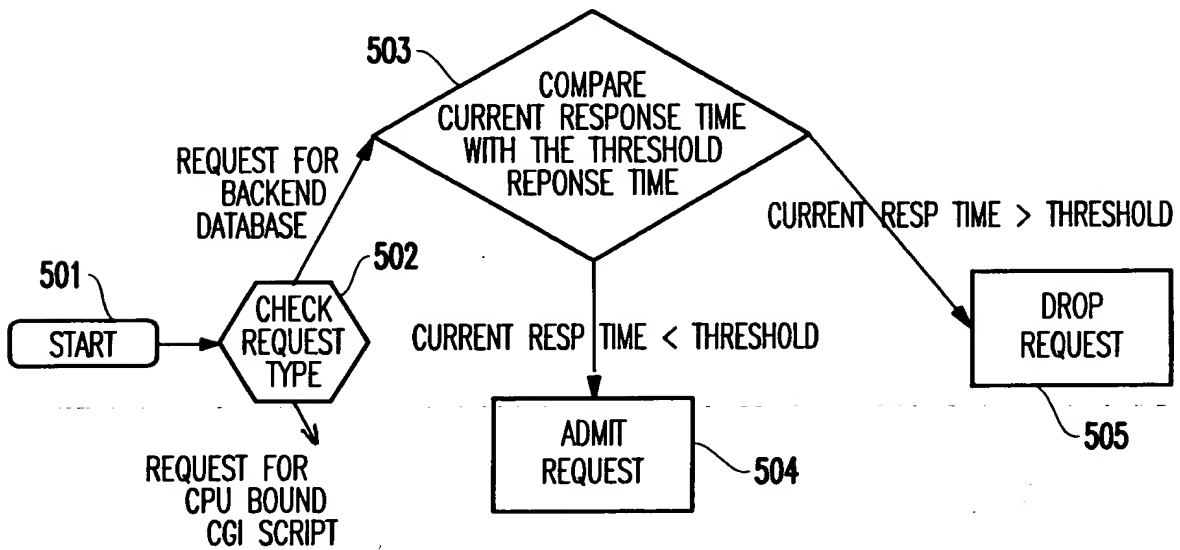 503
COMPARE
CURRENT RESPONSE TIME
WITH THE THRESHOLD
REPONSE TIME
REQUEST FOR
BACKEND
DATABASE
CURRENT RESP TIME > THRESHOLD
501
502
START
CHECK
REQUEST
TYPE
CURRENT RESP TIME < THRESHOLD
DROP
REQUEST
505
ADMIT
REQUEST
504
REQUEST FOR
CPU BOUND
CGI SCRIPT